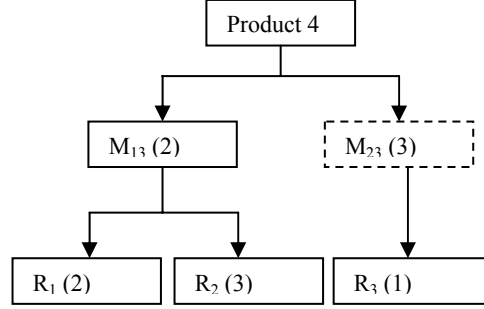 Product 4
M₁₃ (2)
M₂₃ (3)
R₁ (2)
R₂ (3)
R₃ (1)